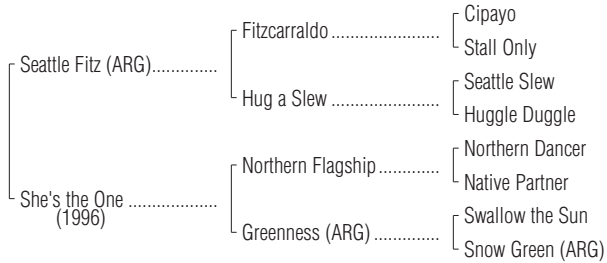 Cipayo
Fitzcarraldo ........................
Stall Only
Seattle Fitz (ARG)..............
Seattle Slew
Hug a Slew ........................
Huggle Duggle
Northern Dancer
Northern Flagship .............
Native Partner
She's the One ...................
(1996)
Swallow the Sun
Greenness (ARG) ..............
Snow Green (ARG)